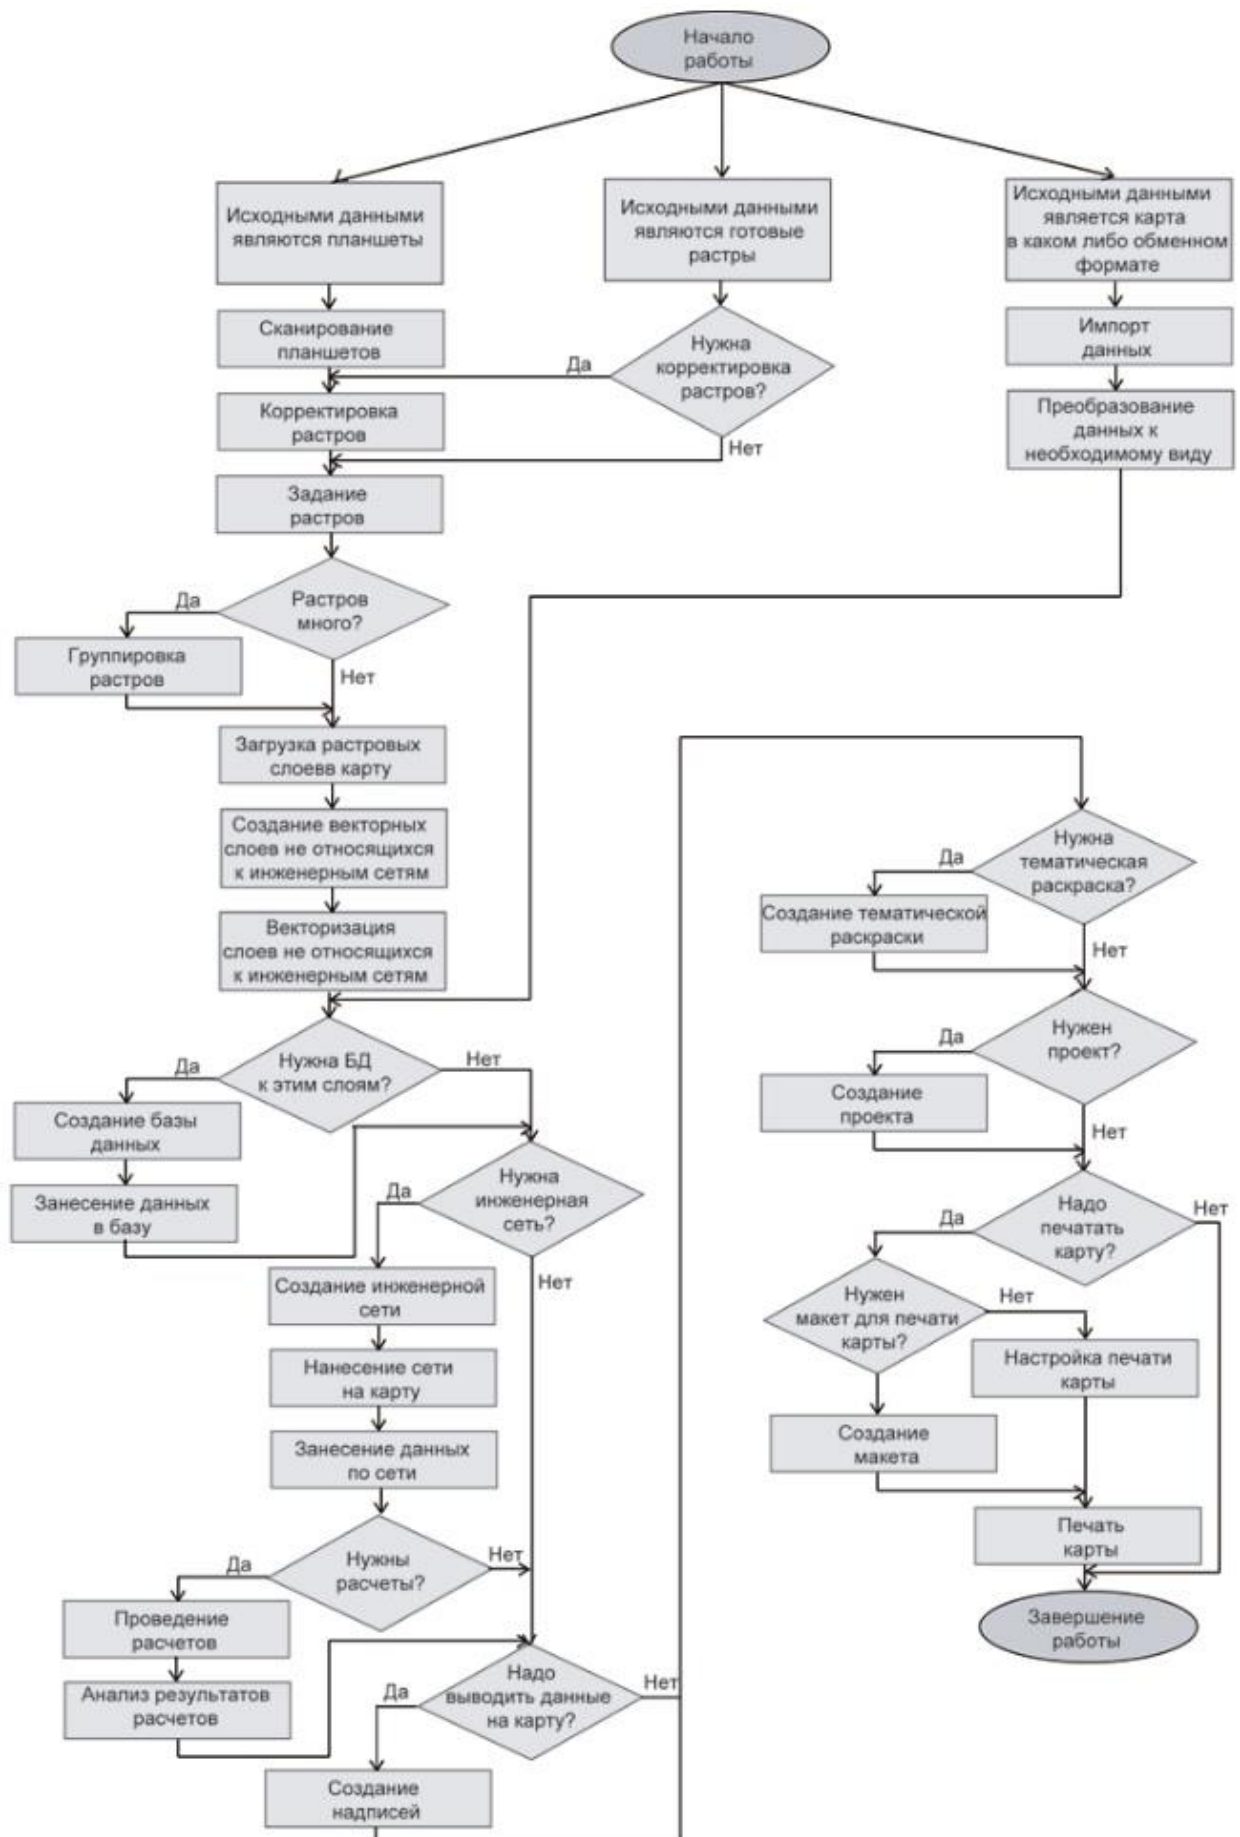 Начало
работы
Исходными данными
являются планшеты
Исходными данными
являются готовые
растры
Исходными данными
является карта
в каком либо обменном
формате
Сканирование
планшетов
Да
Нужна
корректировка
растров?
Импорт
данных
Корректировка
растров
Нет
Преобразование
данных к
необходимому виду
Задание
растров
Да
Растров
много?
Группировка
растров
Нет
Загрузка растровых
слоевв карту
Создание векторных
слоев не относящихся
к инженерным сетям
Векторизация
слоев не относящихся
к инженерным сетям
Да
Нужна БД
к этим слоям?
Нет
Создание базы
данных
Занесение данных
в базу
Да
Нужна
инженерная
сеть?
Нет
Создание инженерной
сети
Нанесение сети
на карту
Занесение данных
по сети
Да
Нужны
расчеты?
Нет
Проведение
расчетов
Анализ результатов
расчетов
Да
Надо
выводить данные
на карту?
Нет
Создание
надписей
Да
Нужна
тематическая
раскраска?
Создание тематической
раскраски
Нет
Да
Нужен
проект?
Создание
проекта
Нет
Да
Надо
печатать
карту?
Нет
Нужен
макет для печати
карты?
Нет
Настройка печати
карты
Создание
макета
Печать
карты
Завершение
работы